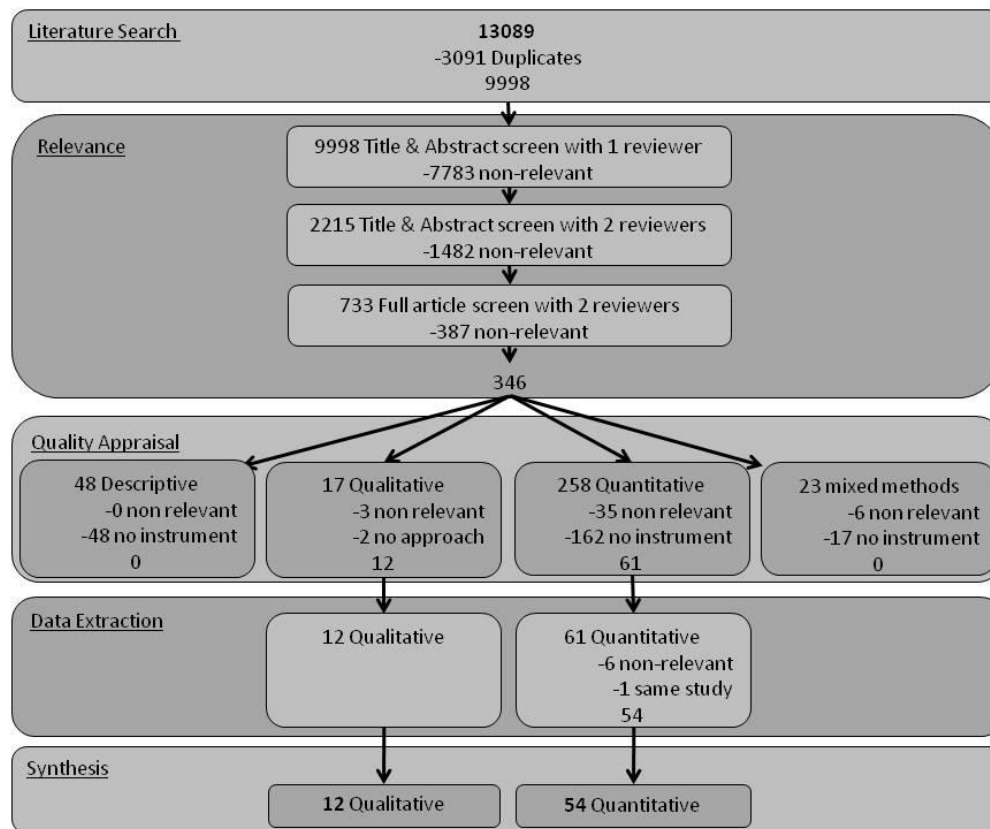 Literature Search
13089
-3091 Duplicates
9998
Relevance
9998 Title & Abstract screen with 1 reviewer
-7783 non-relevant
2215 Title & Abstract screen with 2 reviewers
-1482 non-relevant
733 Full article screen with 2 reviewers
-387 non-relevant
346
Quality Appraisal
48 Descriptive
-0 non relevant
-48 no instrument
0
17 Qualitative
-3 non relevant
-2 no approach
12
258 Quantitative
-35 non relevant
-162 no instrument
61
23 mixed methods
-6 non relevant
-17 no instrument
0
Data Extraction
12 Qualitative
61 Quantitative
-6 non-relevant
-1 same study
54
Synthesis
12 Qualitative
54 Quantitative